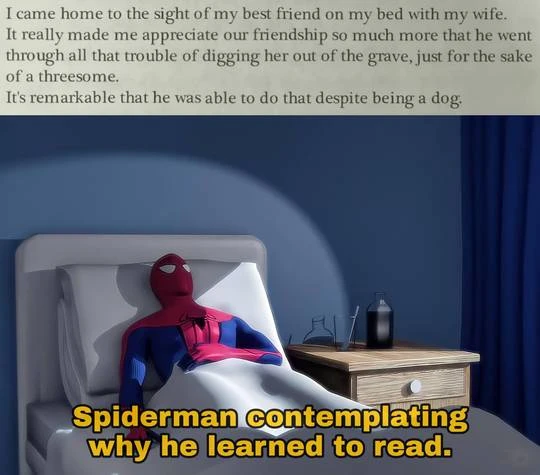 I came home to the sight of my best friend on my bed with my wife.
It really made me appreciate our friendship so much more that he went
through all that trouble of digging her out of the grave, just for the sake
of a threesome.
It's remarkable that he was able to do that despite being a dog.
Spiderman contemplating
why he learned to read.